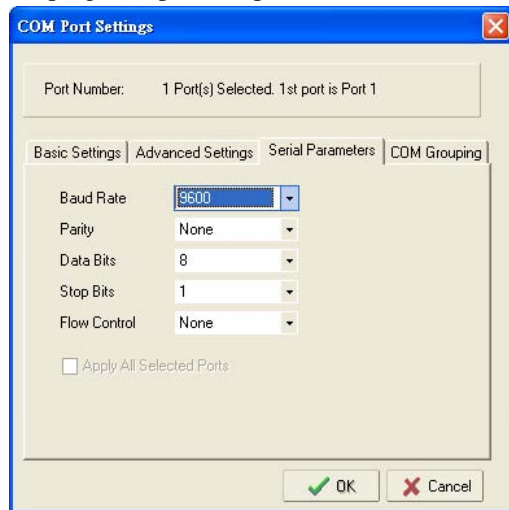 COM Port Settings
Port Number: 1 Port(s) Selected. 1st port is Port 1
Basic Settings Advanced Settings Serial Parameters COM Grouping
Baud Rate 9600
Parity None
Data Bits 8
Stop Bits 1
Flow Control None
Apply All Selected Ports
OK Cancel